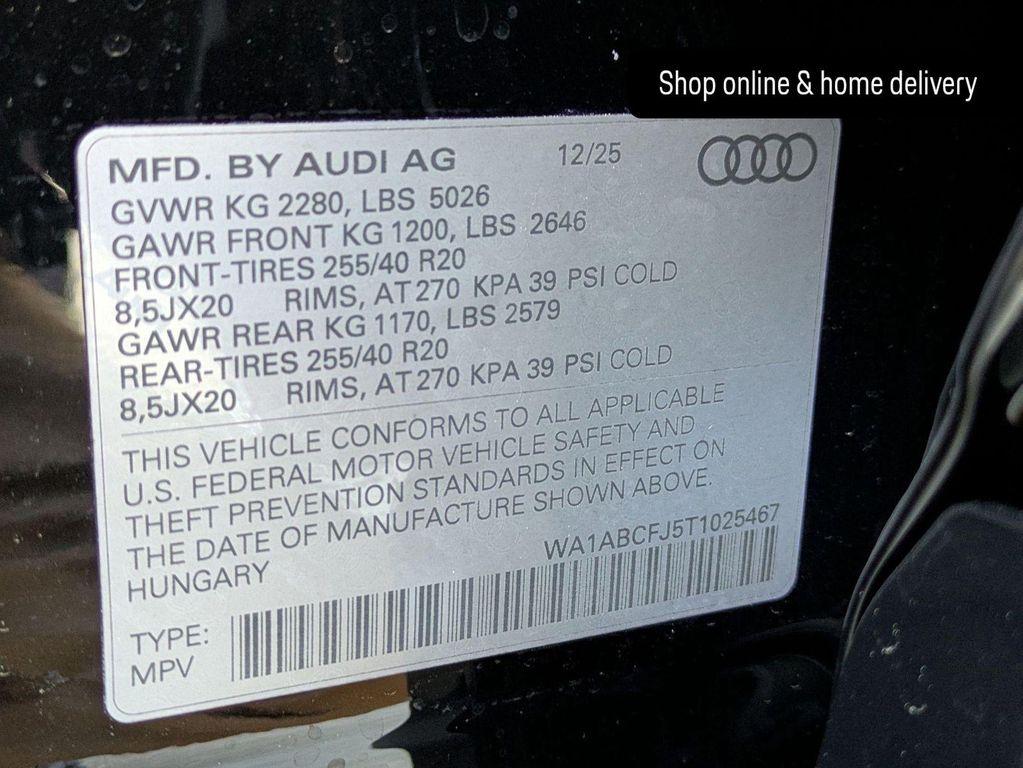 Shop online & home delivery
MFD. BY AUDI AG 12/25
GVWR KG 2280, LBS 5026
GAWR FRONT KG 1200, LBS 2646
FRONT-TIRES 255/40 R20
8,5JX20 RIMS, AT 270 KPA 39 PSI COLD
GAWR REAR KG 1170, LBS 2579
REAR-TIRES 255/40 R20
8,5JX20 RIMS, AT 270 KPA 39 PSI COLD
THIS VEHICLE CONFORMS TO ALL APPLICABLE
U.S. FEDERAL MOTOR VEHICLE SAFETY AND
THEFT PREVENTION STANDARDS IN EFFECT ON
THE DATE OF MANUFACTURE SHOWN ABOVE.
HUNGARY WA1ABCFJ5T1025467
TYPE:
MPV